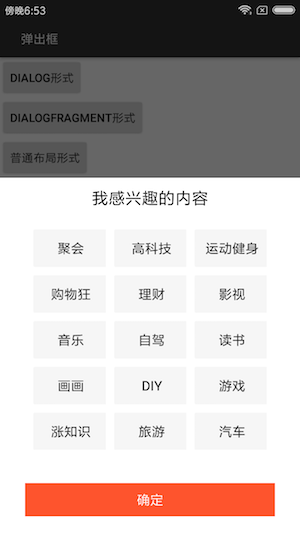 傍晚6:53
弹出框
DIALOG形式
DIALOGFRAGMENT形式
普通布局形式
我感兴趣的内容
聚会 高科技 运动健身
购物狂 理财 影视
音乐 自驾 读书
画画 DIY 游戏
涨知识 旅游 汽车
确定